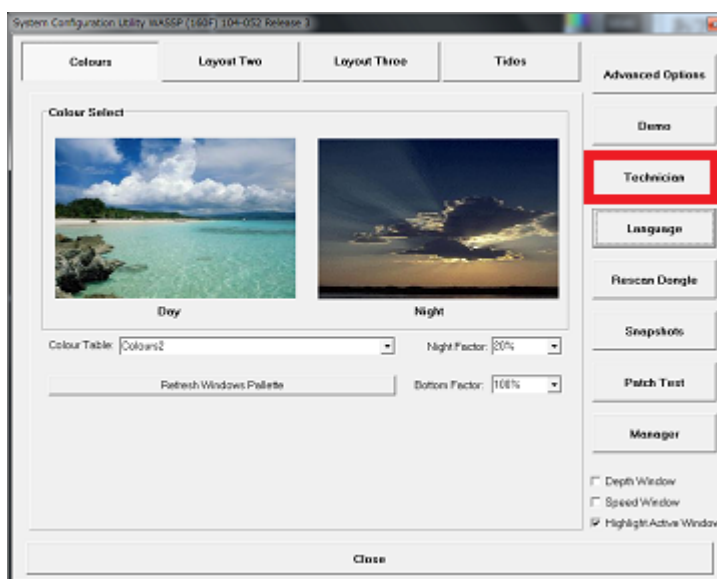 System Configuration Utility WASSP (160F) 104-052 Release 3
Colours
Layout Two
Layout Three
Tides
Colour Select
Day
Night
Colour Table: Colours2
Night Factor: 20%
Refresh Windows Pallette
Bottom Factor: 100%
Advanced Options
Demo
Technician
Language
Rescan Dongle
Snapshots
Patch Test
Manager
Depth Window
Speed Window
Highlight Active Window
Close